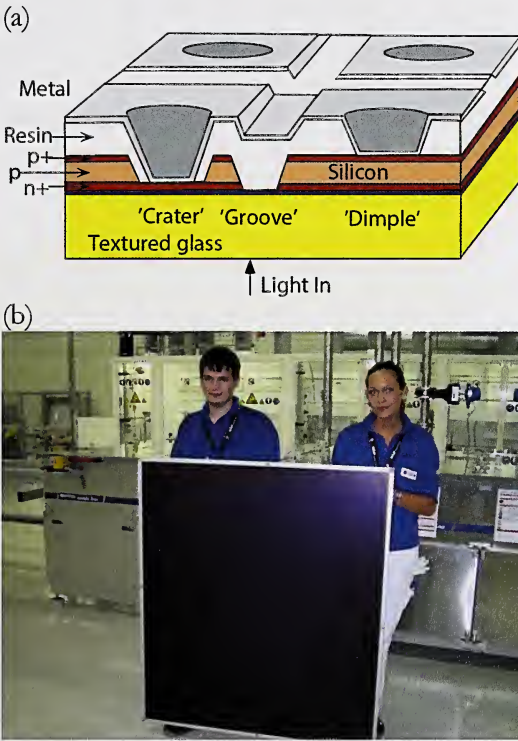 (a)
Metal
Resin
p+
p
n+
Silicon
'Crater' 'Groove' 'Dimple'
Textured glass
Light In
(b)